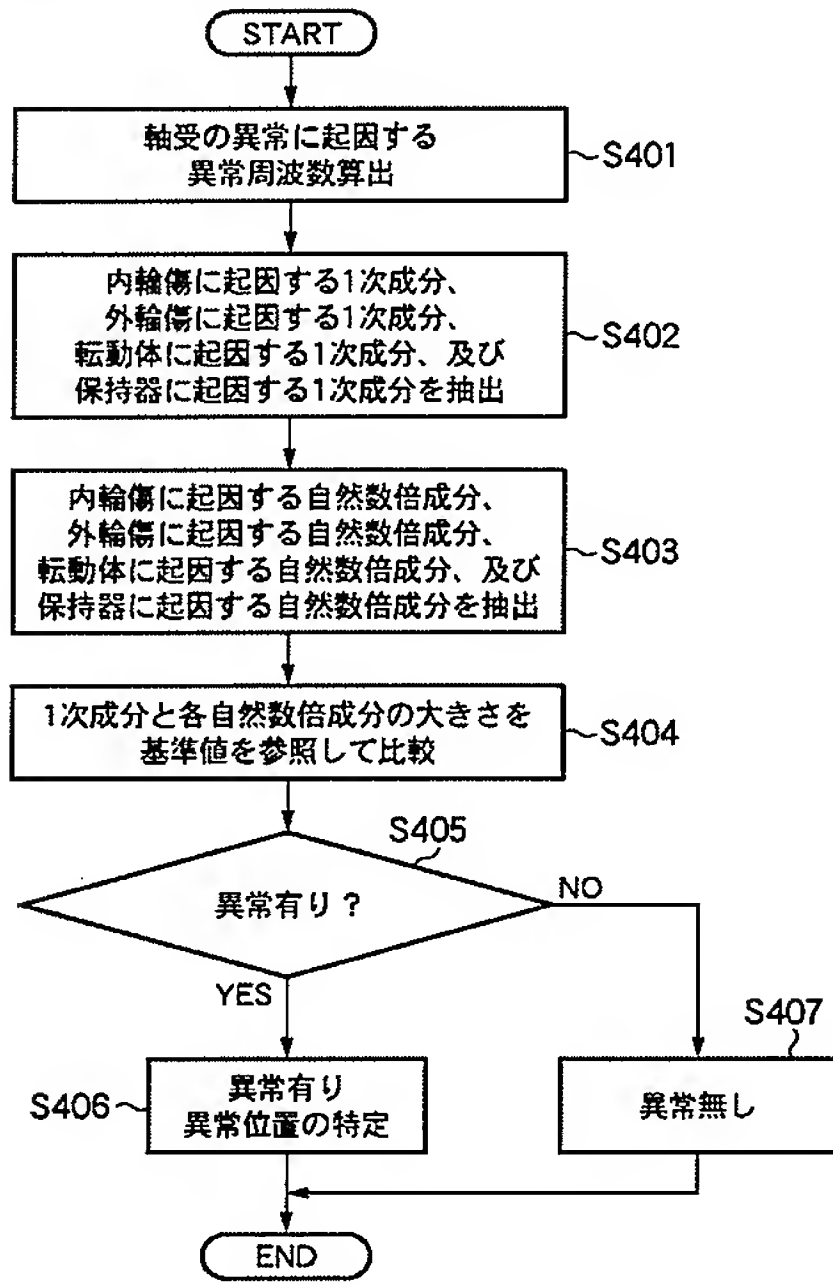 START
軸受の異常に起因する
異常周波数算出
S401
内輪傷に起因する1次成分、
外輪傷に起因する1次成分、
転動体に起因する1次成分、及び
保持器に起因する1次成分を抽出
S402
内輪傷に起因する自然数倍成分、
外輪傷に起因する自然数倍成分、
転動体に起因する自然数倍成分、及び
保持器に起因する自然数倍成分を抽出
S403
1次成分と各自然数倍成分の大きさを
基準値を参照して比較
S404
S405
異常有り？
NO
YES
S406
異常有り
異常位置の特定
S407
異常無し
END